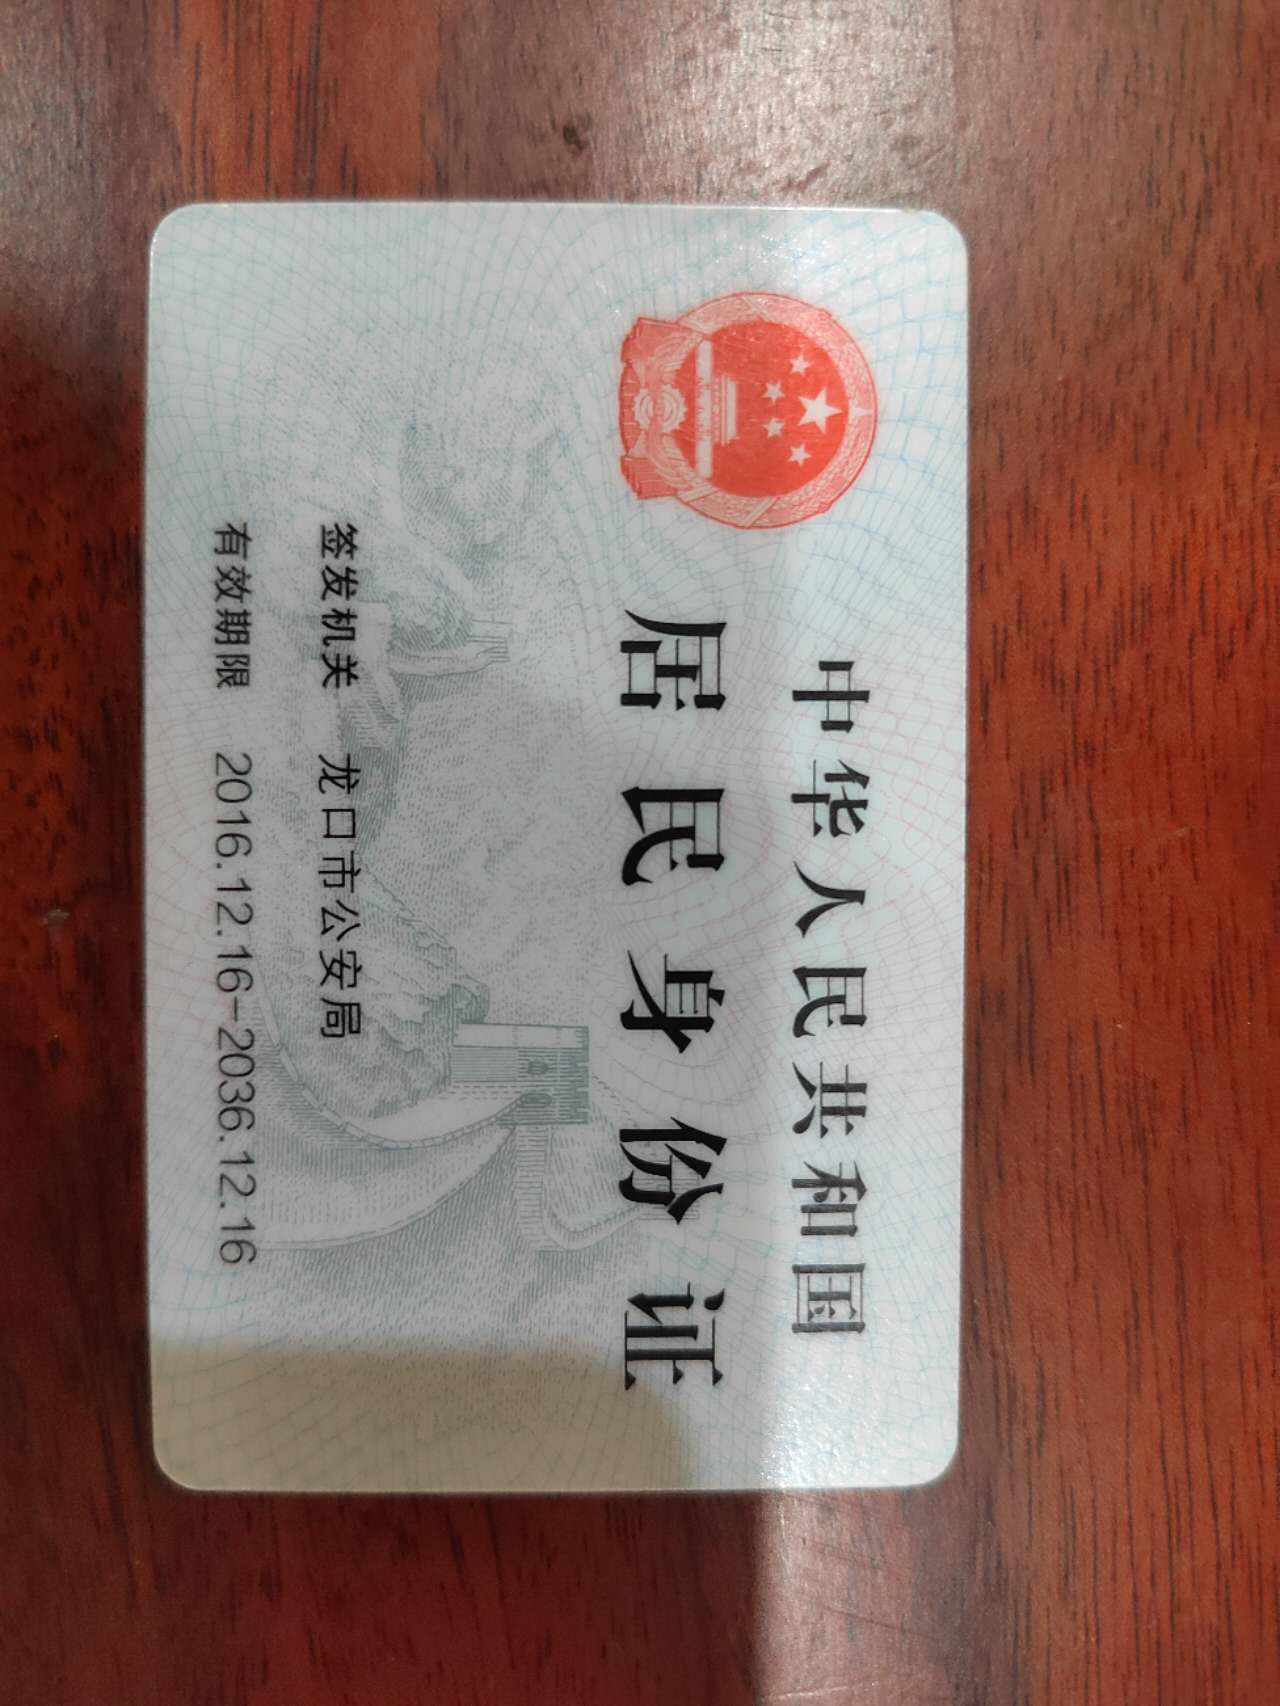 中华人民共和国
居民身份证
签发机关 龙口市公安局
有效期限 2016.12.16-2036.12.16